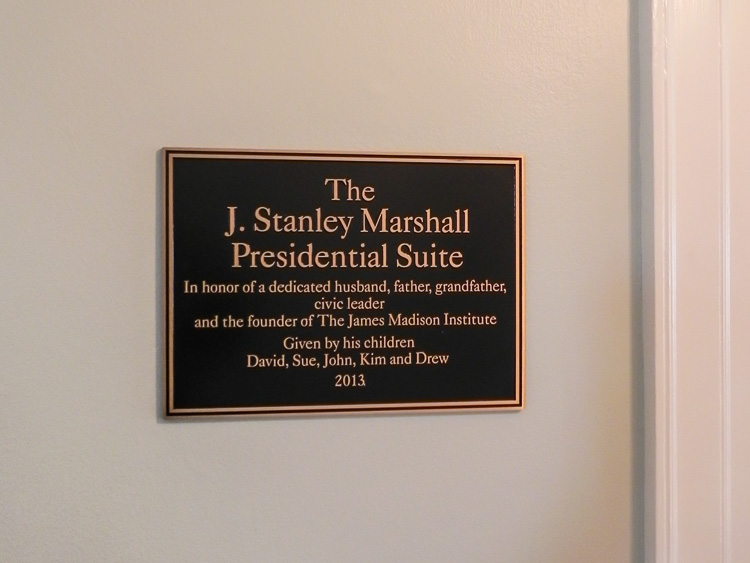 The
J. Stanley Marshall
Presidential Suite
In honor of a dedicated husband, father, grandfather,
civic leader
and the founder of The James Madison Institute
Given by his children
David, Sue, John, Kim and Drew
2013